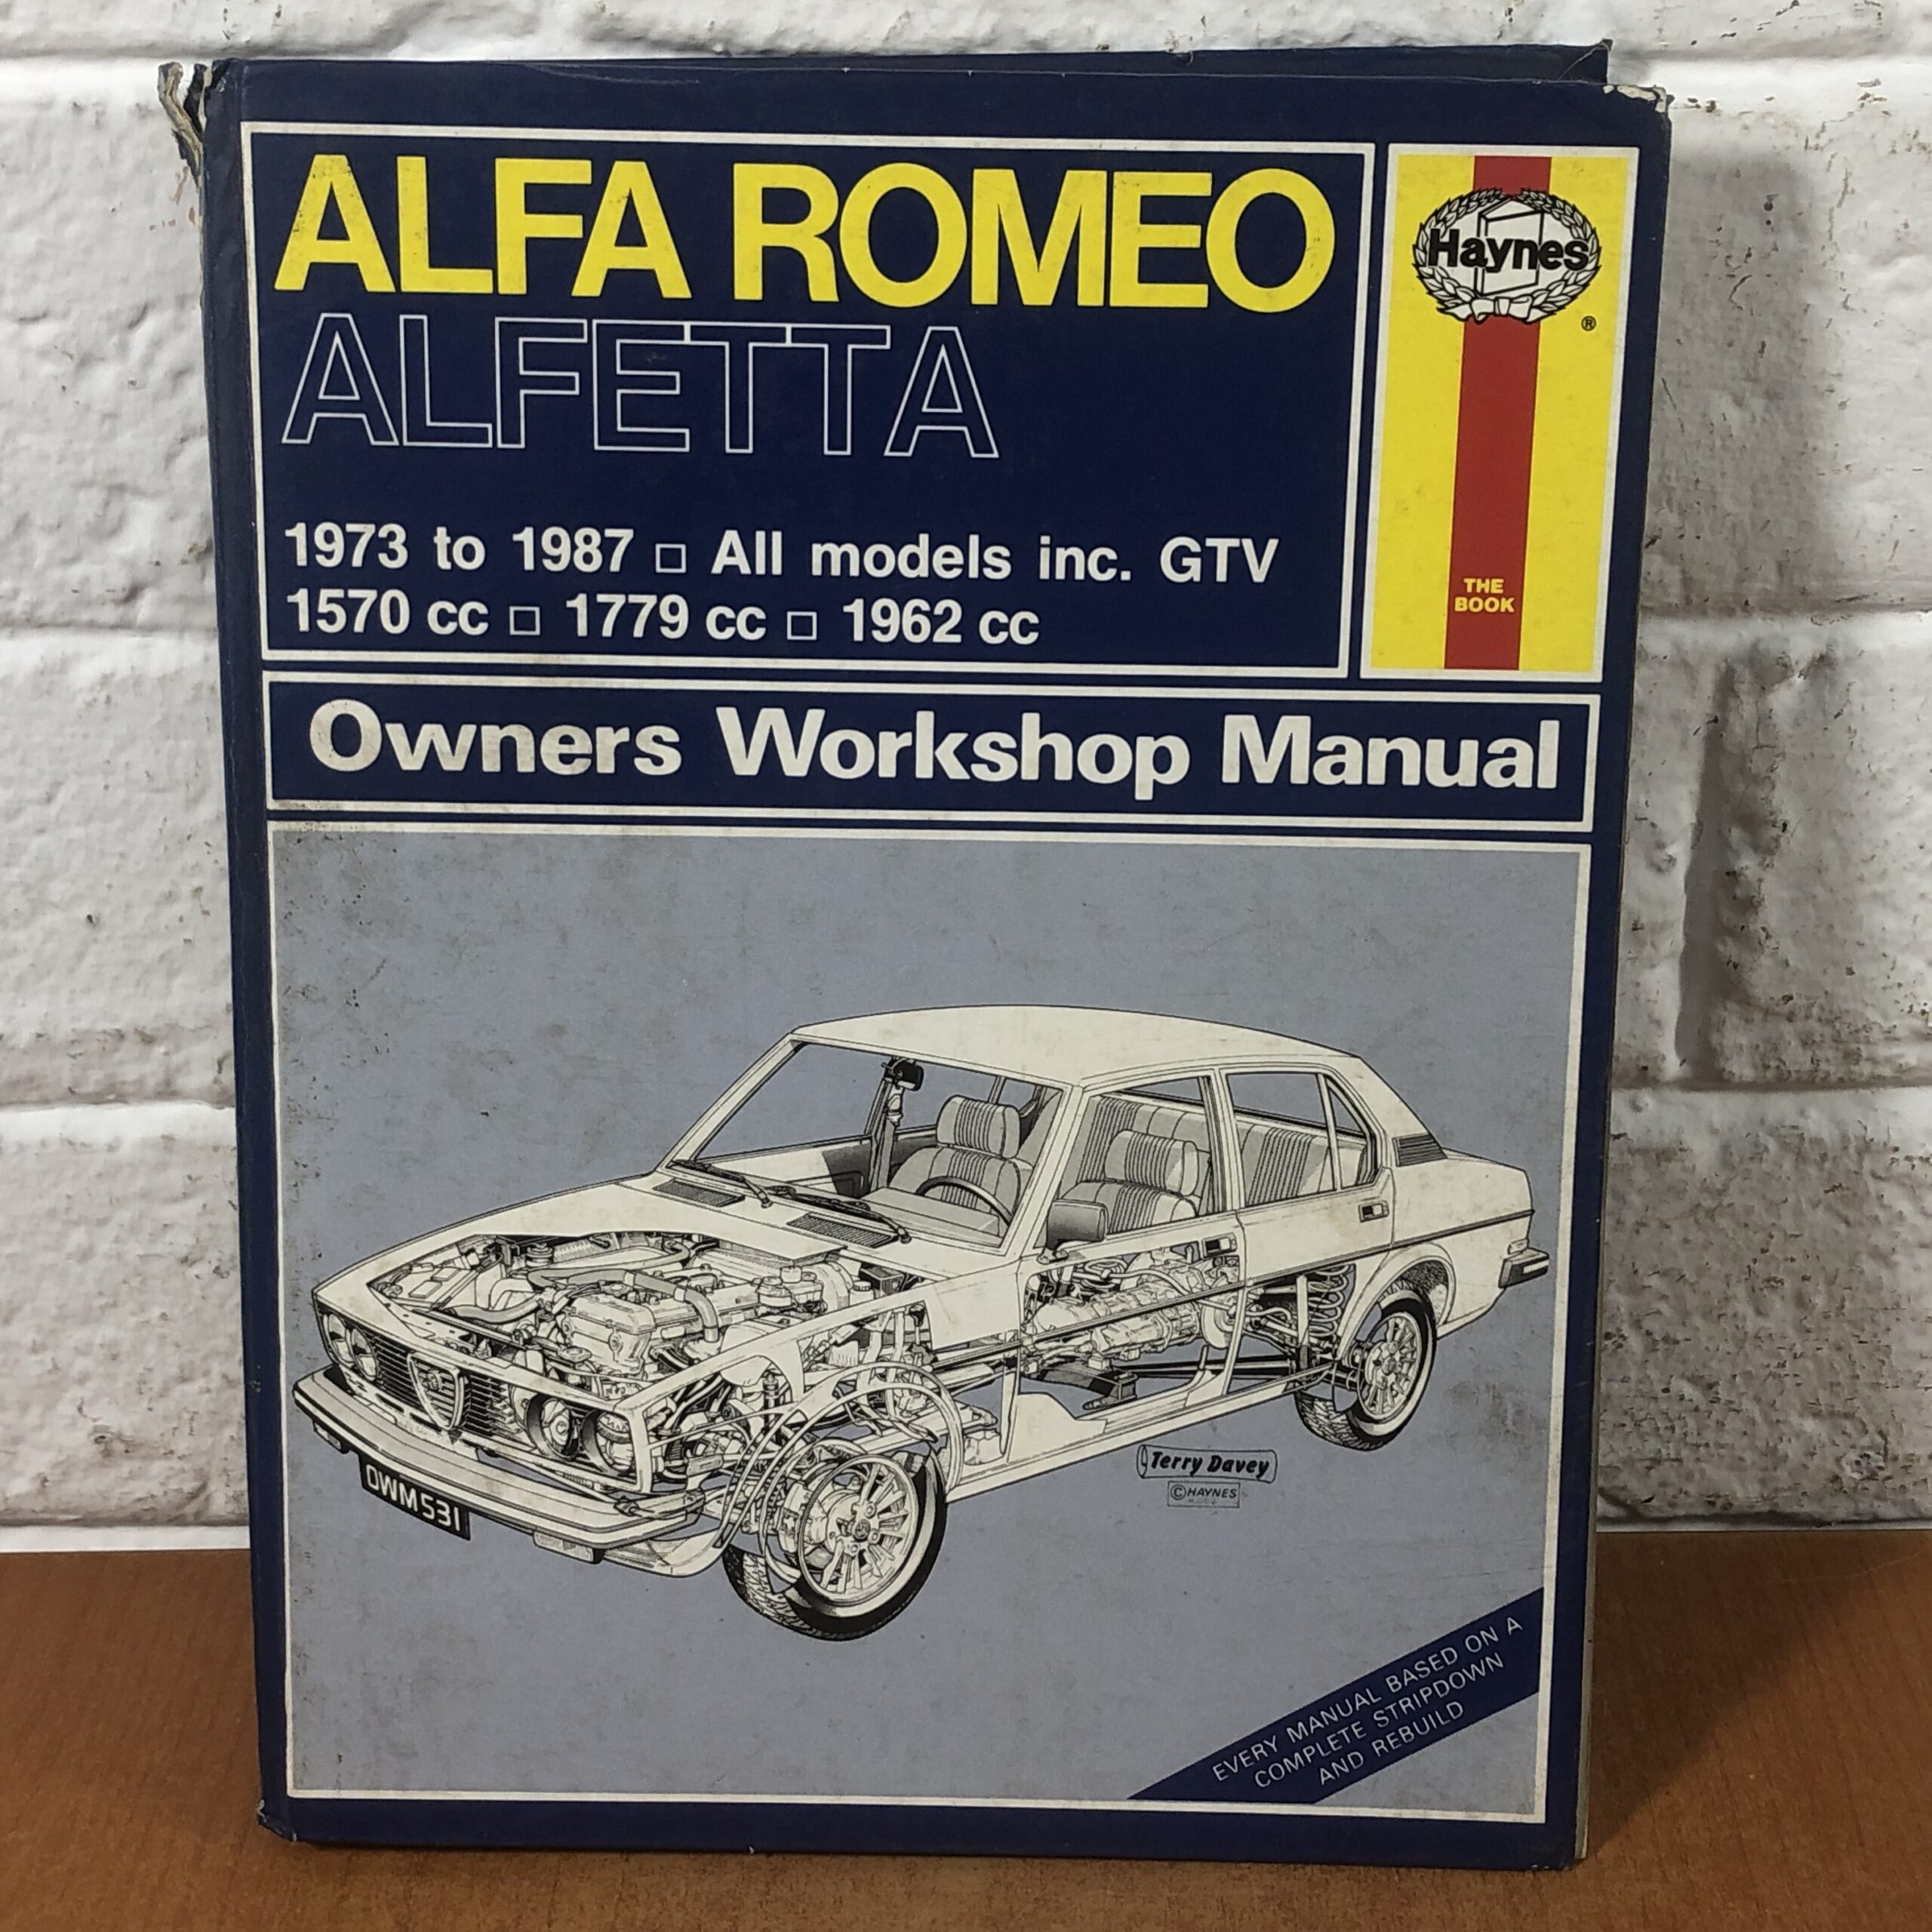 ALFA ROMEO
ALFETTA
1973 to 1987 □ All models inc. GTV
1570 cc □ 1779 cc □ 1962 cc
Haynes
®
THE
BOOK
Owners Workshop Manual
OWM 531
Terry Davey
© HAYNES
EVERY MANUAL BASED ON A
COMPLETE STRIPDOWN
AND REBUILD